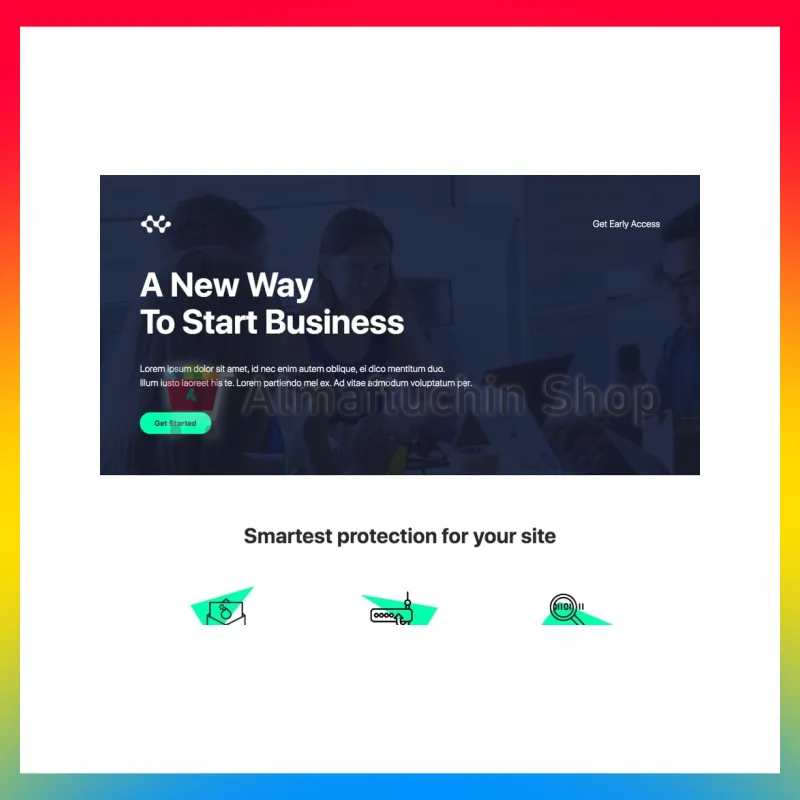 Get Early Access
A New Way
To Start Business
Lorem ipsum dolor sit amet, id nec enim autem oblique, ei dico mentitum duo.
Illum iusto laoreet his te. Lorem partiendo mel ex. Ad vitae admodum voluptatum per.
Almartuchin Shop
Get Started
Smartest protection for your site